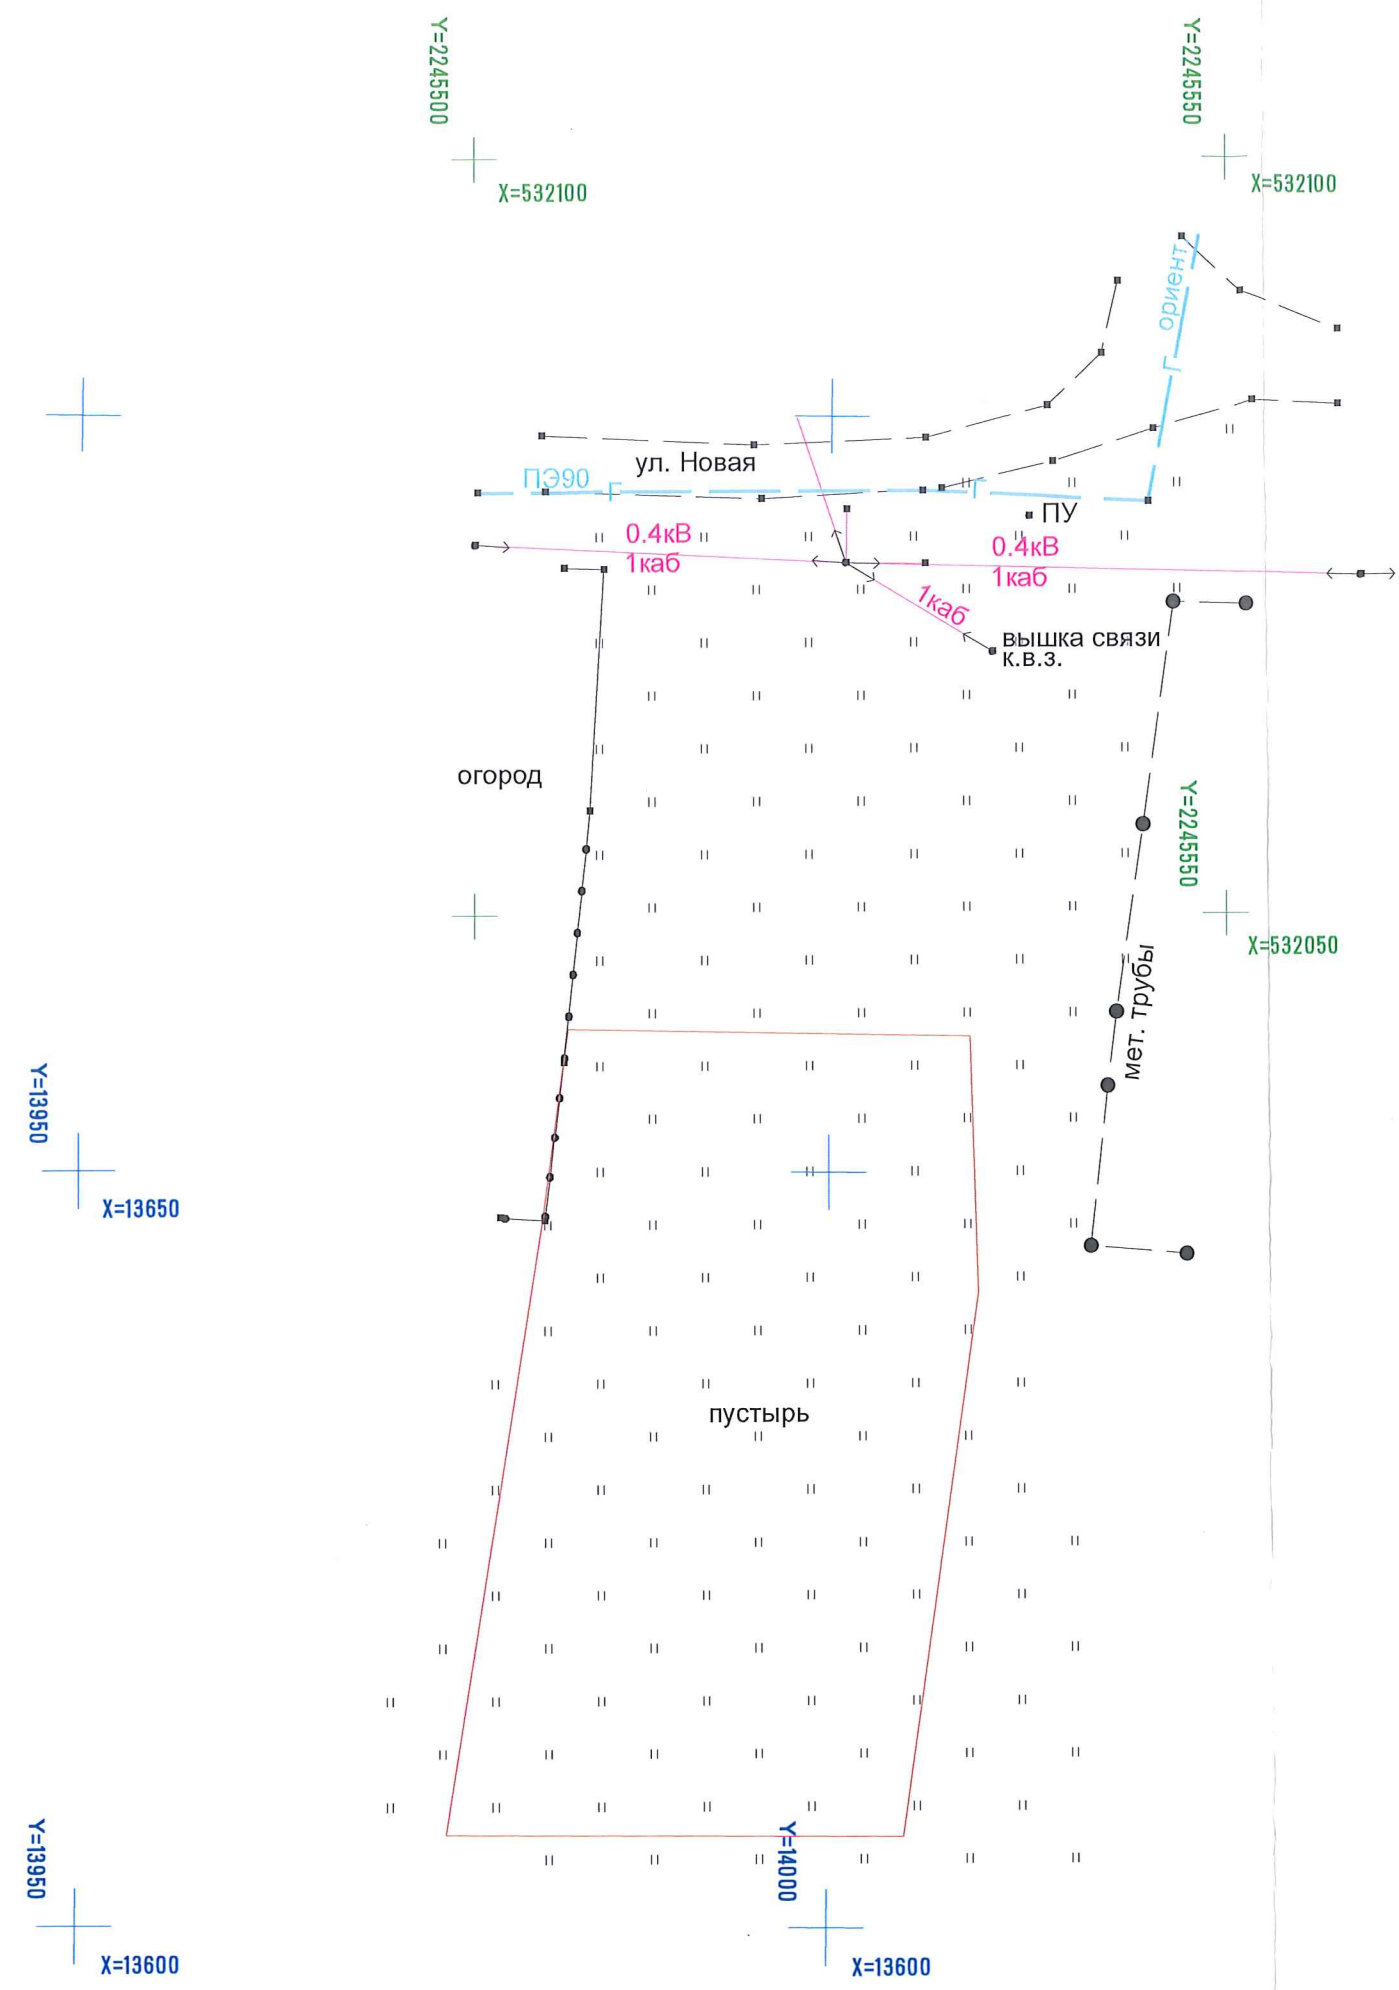 Y=2245500
Y=2245550
X=532100
X=532100
ориент
ул. Новая
ПЭ90
Г
Г
Г
ПУ
0.4кВ
1каб
0.4кВ
1каб
1каб
вышка связи
к.в.з.
огород
Y=2245550
X=532050
мет. трубы
Y=13950
X=13650
пустырь
Y=13950
Y=14000
X=13600
X=13600